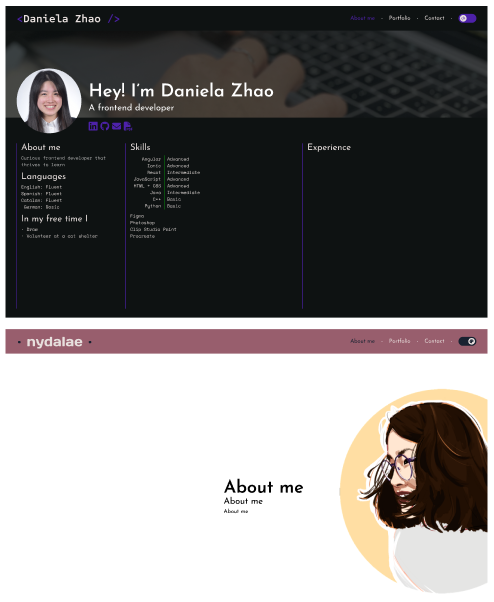 <Daniela Zhao />
About me - Portfolio - Contact -
Hey! I'm Daniela Zhao
A frontend developer
About me
Curious frontend developer that
thrives to learn
Languages
English: Fluent
Spanish: Fluent
Catalan: Fluent
German: Basic
In my free time I
- Draw
- Volunteer at a cat shelter
Skills
Angular Advanced
Ionic Advanced
React Intermediate
JavaScript Advanced
HTML + CSS Advanced
Java Intermediate
C++ Basic
Python Basic
Figma
Photoshop
Clip Studio Paint
Procreate
Experience
• nydalae •
About me - Portfolio - Contact -
About me
About me
About me